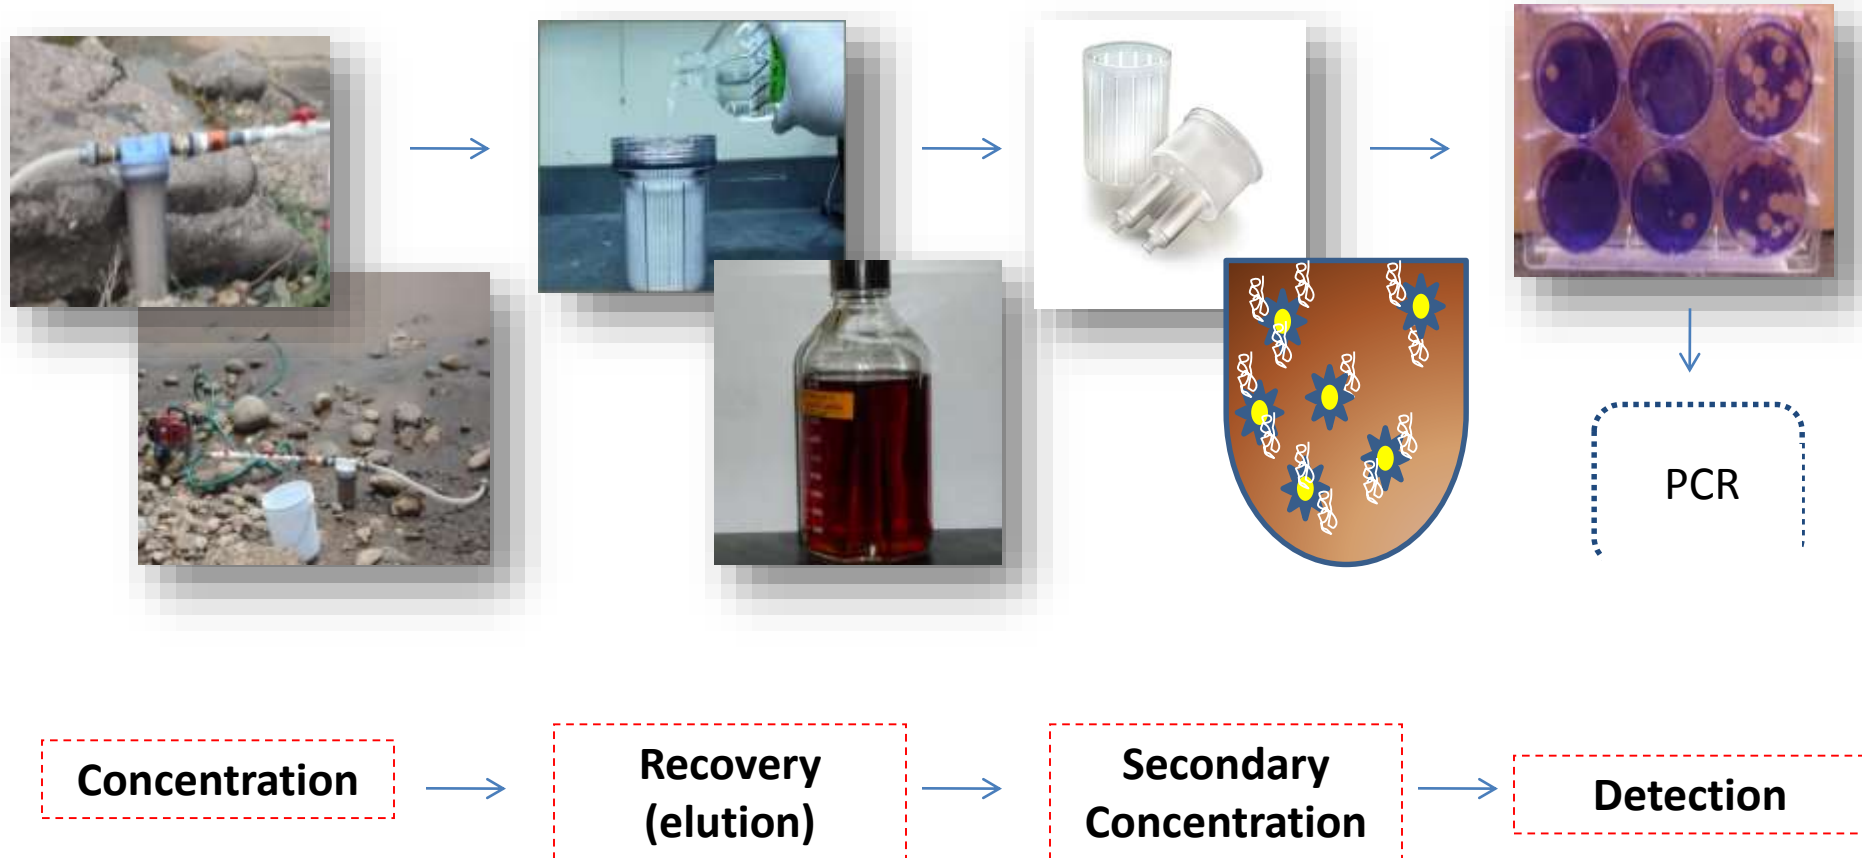 PCR
Concentration
Recovery
(elution)
Secondary
Concentration
Detection